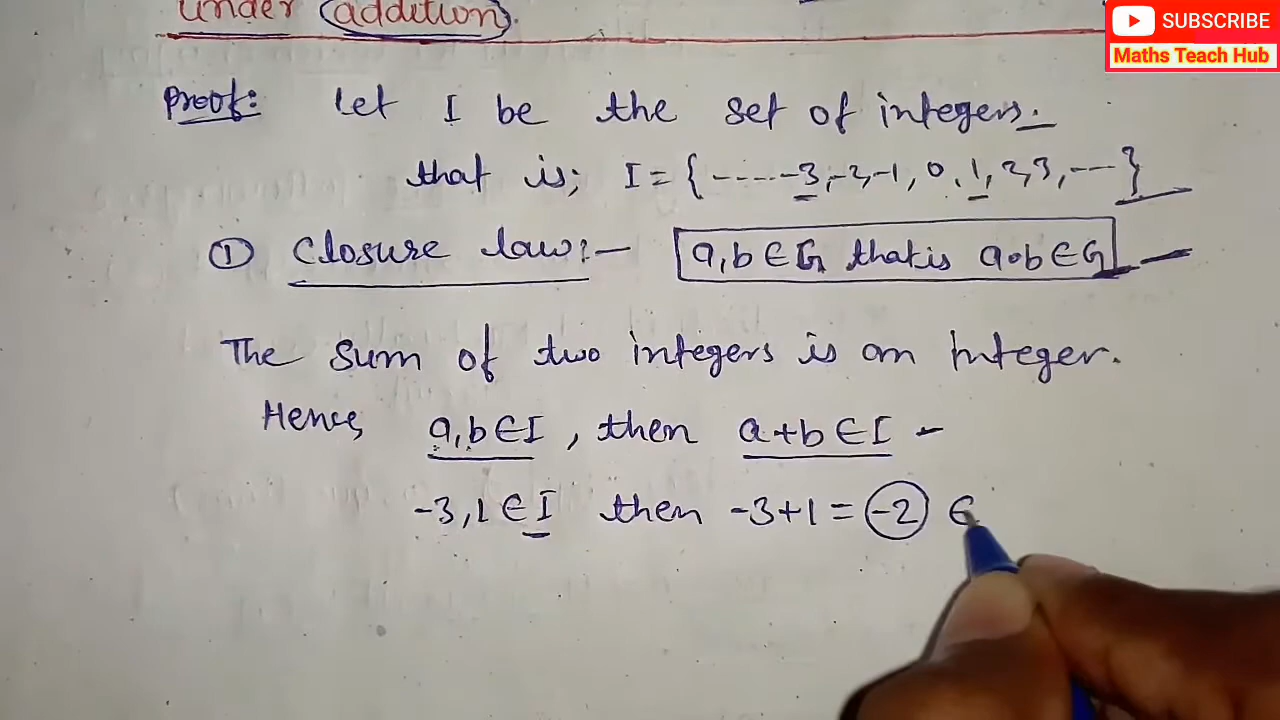 under addition.
SUBSCRIBE
Maths Teach Hub
Proof: Let I be the set of integers.
that is; I = { ----- -3, -2, -1, 0, 1, 2, 3, --- }
① Closure law:- a, b ∈ G that is a∘b ∈ G
The sum of two integers is an integer.
Hence, a, b ∈ I, then a+b ∈ I -
-3, 1 ∈ I then -3+1 = -2 ∈